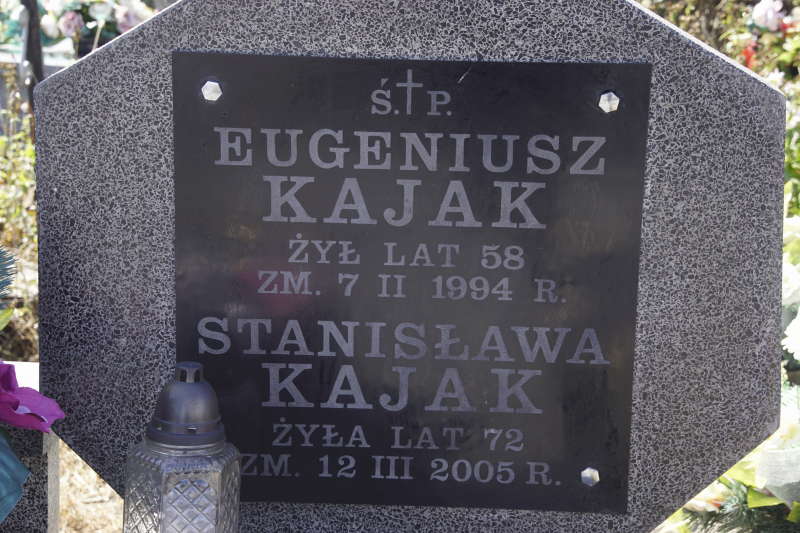 Ś.†P.
EUGENIUSZ
KAJAK
ŻYŁ LAT 58
ZM. 7 II 1994 R.
STANISŁAWA
KAJAK
ŻYŁA LAT 72
ZM. 12 III 2005 R.